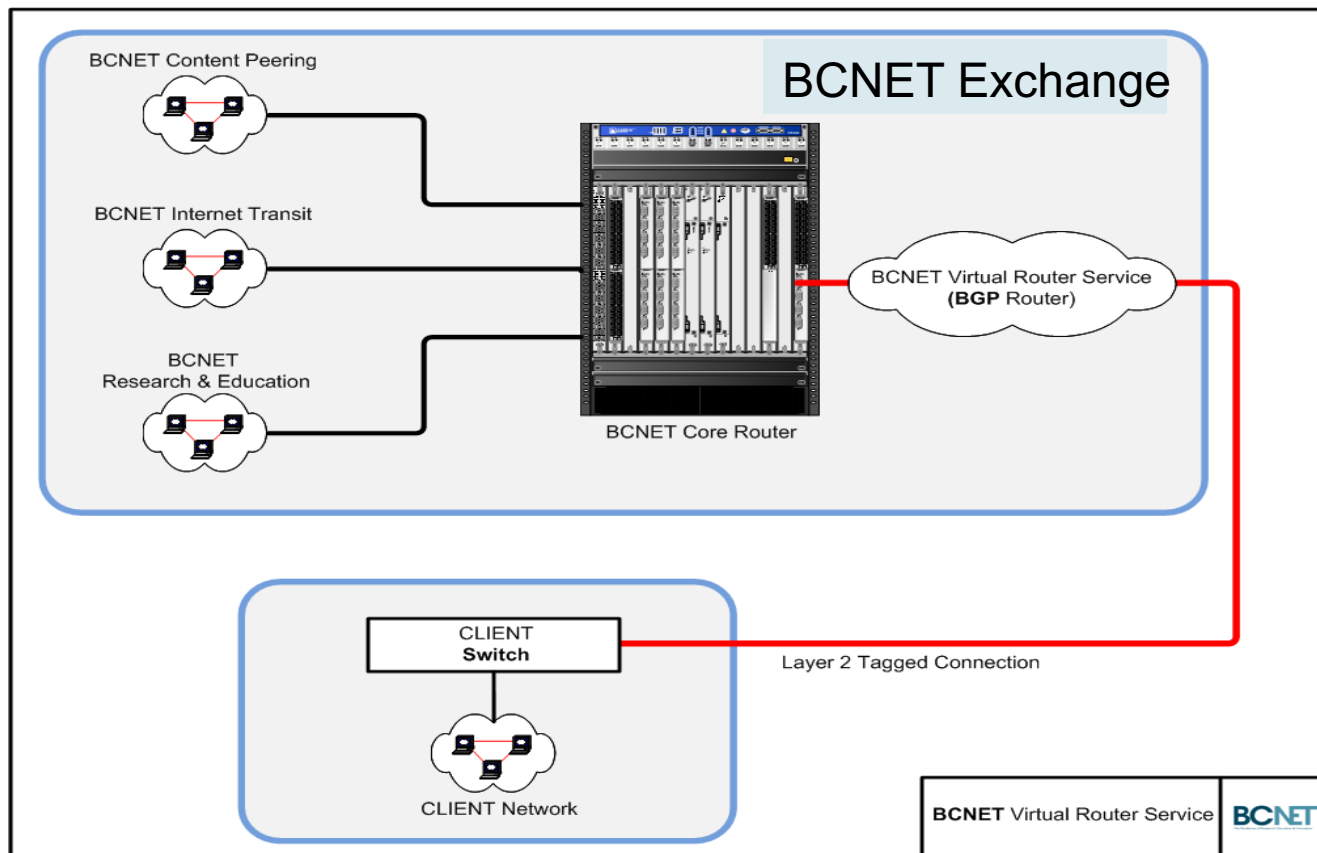 BCNET Exchange
BCNET Content Peering
BCNET Internet Transit
BCNET
Research & Education
BCNET Core Router
BCNET Virtual Router Service
(BGP Router)
CLIENT
Switch
Layer 2 Tagged Connection
CLIENT Network
BCNET Virtual Router Service
BCNET